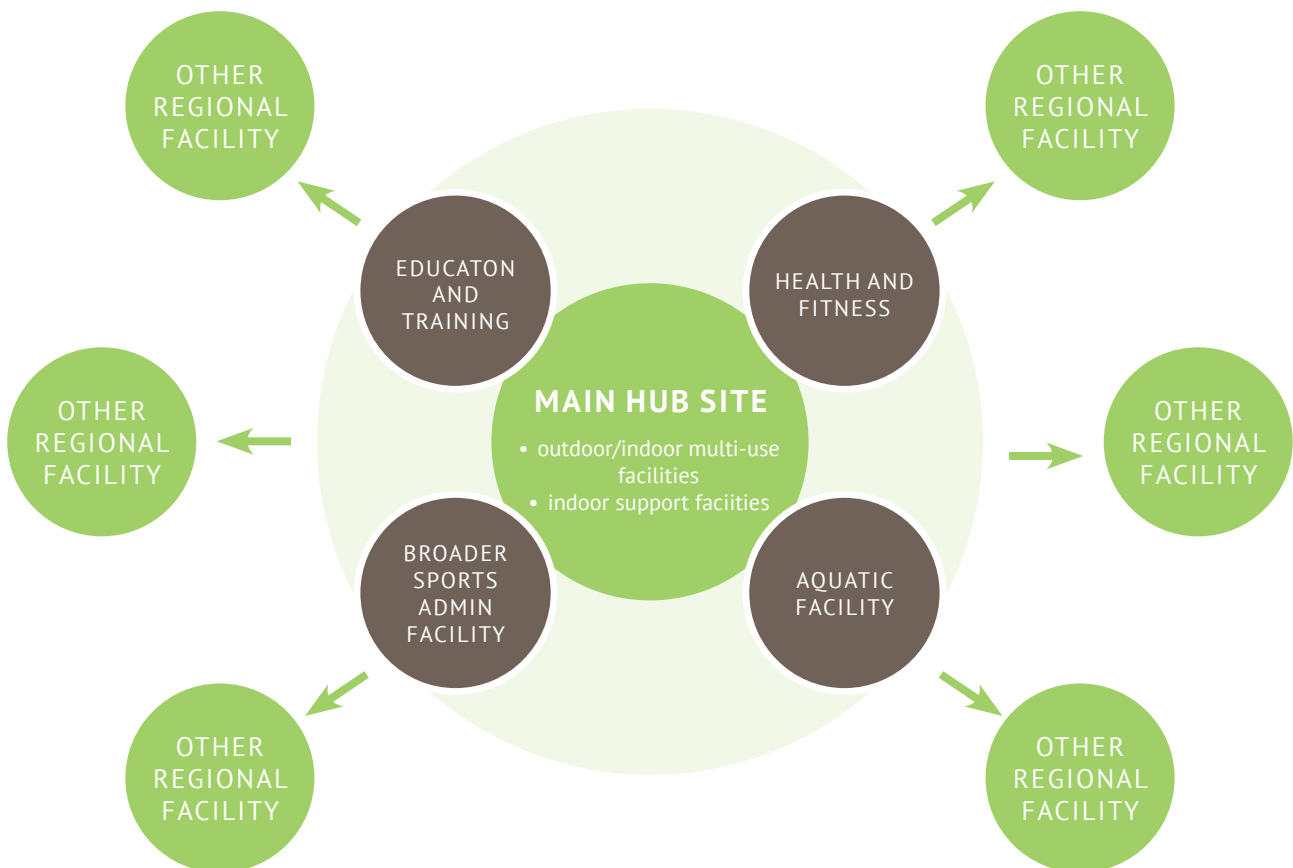 OTHER
REGIONAL
FACILITY
OTHER
REGIONAL
FACILITY
EDUCATON
AND
TRAINING
HEALTH AND
FITNESS
OTHER
REGIONAL
FACILITY
MAIN HUB SITE
• outdoor/indoor multi-use
facilities
• indoor support faciities
OTHER
REGIONAL
FACILITY
BROADER
SPORTS
ADMIN
FACILITY
AQUATIC
FACILITY
OTHER
REGIONAL
FACILITY
OTHER
REGIONAL
FACILITY